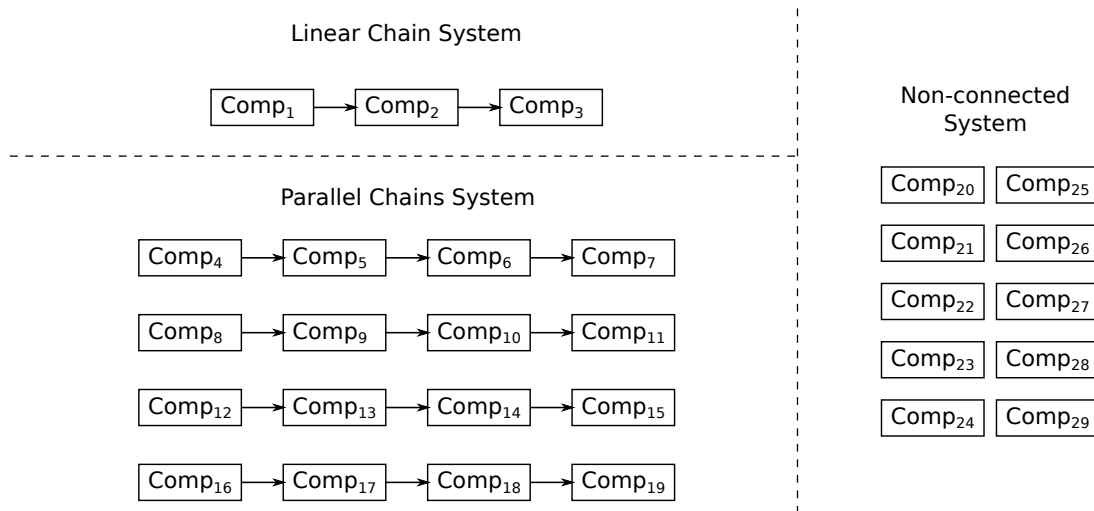 Linear Chain System
Comp₁ Comp₂ Comp₃
Parallel Chains System
Comp₄ Comp₅ Comp₆ Comp₇
Comp₈ Comp₉ Comp₁₀ Comp₁₁
Comp₁₂ Comp₁₃ Comp₁₄ Comp₁₅
Comp₁₆ Comp₁₇ Comp₁₈ Comp₁₉
Non-connected
System
Comp₂₀ Comp₂₅
Comp₂₁ Comp₂₆
Comp₂₂ Comp₂₇
Comp₂₃ Comp₂₈
Comp₂₄ Comp₂₉